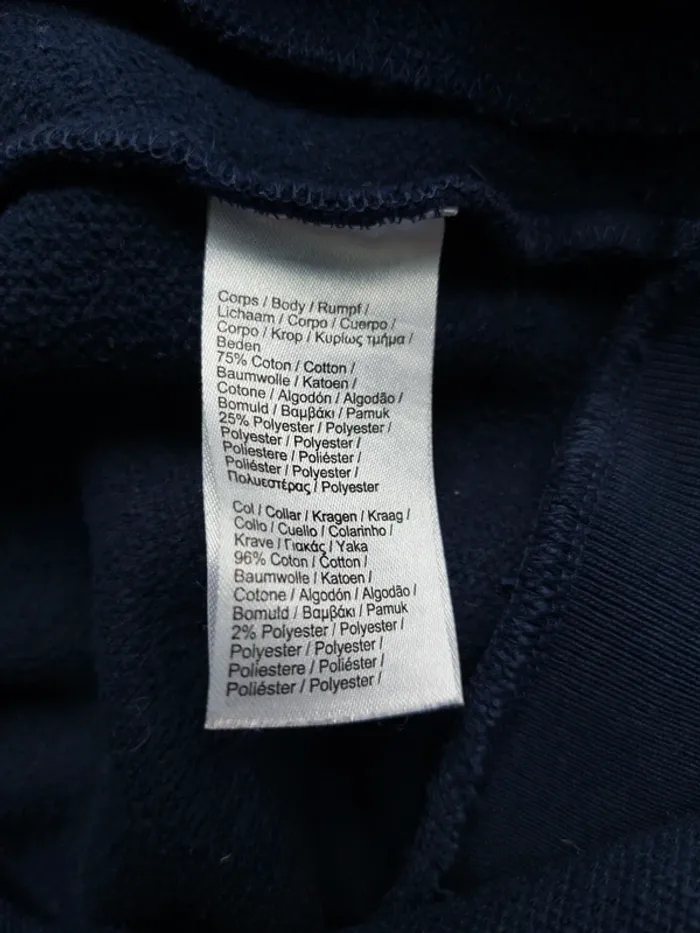 Corps / Body / Rumpf /
Lichaam / Corpo / Cuerpo /
Corpo / Krop / Κυρίως τμήμα /
Beden
75% Coton / Cotton /
Baumwolle / Katoen /
Cotone / Algodón / Algodão /
Bomuld / Βαμβάκι / Pamuk
25% Polyester / Polyester /
Polyester / Polyester /
Poliestere / Poliéster /
Poliéster / Polyester /
Πολυεστέρας / Polyester
Col / Collar / Kragen / Kraag /
Collo / Cuello / Colarinho /
Krave / Γιακάς / Yaka
96% Coton / Cotton /
Baumwolle / Katoen /
Cotone / Algodón / Algodão /
Bomuld / Βαμβάκι / Pamuk
2% Polyester / Polyester /
Polyester / Polyester /
Poliestere / Poliéster /
Poliéster / Polyester /